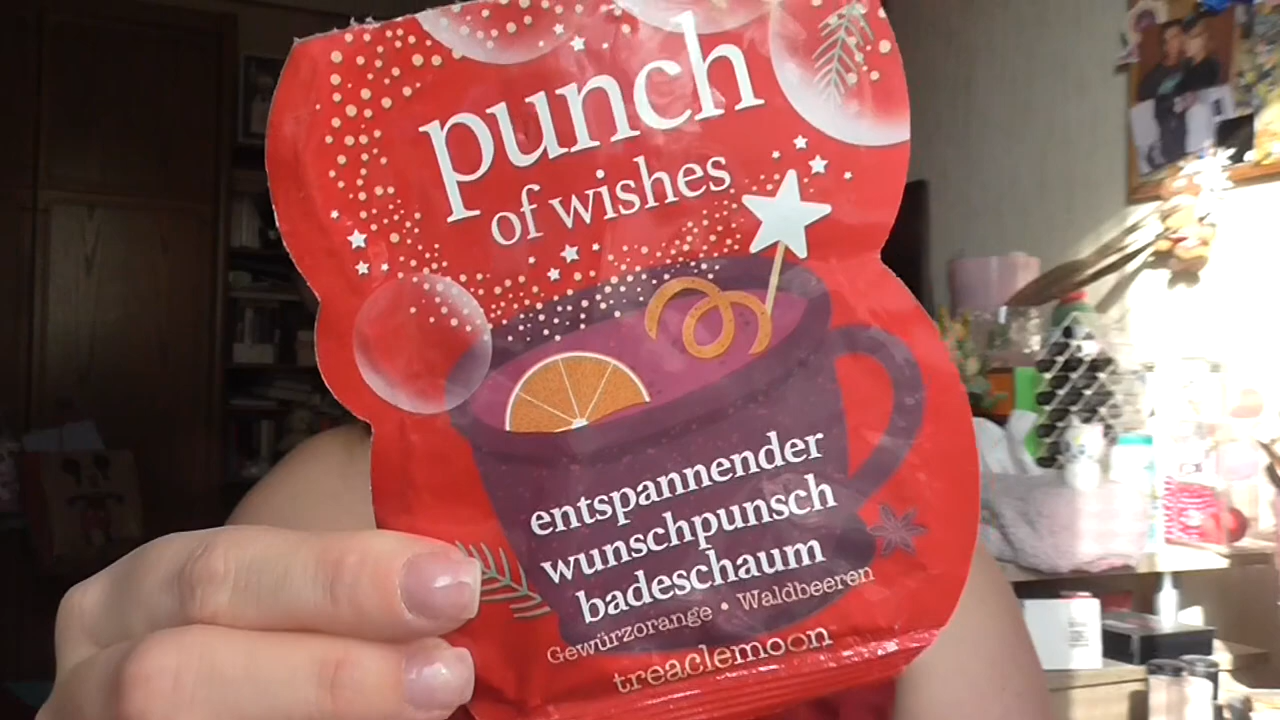 punch
of wishes
entspannender
wunschpunsch
badeschaum
Gewürzorange • Waldbeeren
treaclemoon